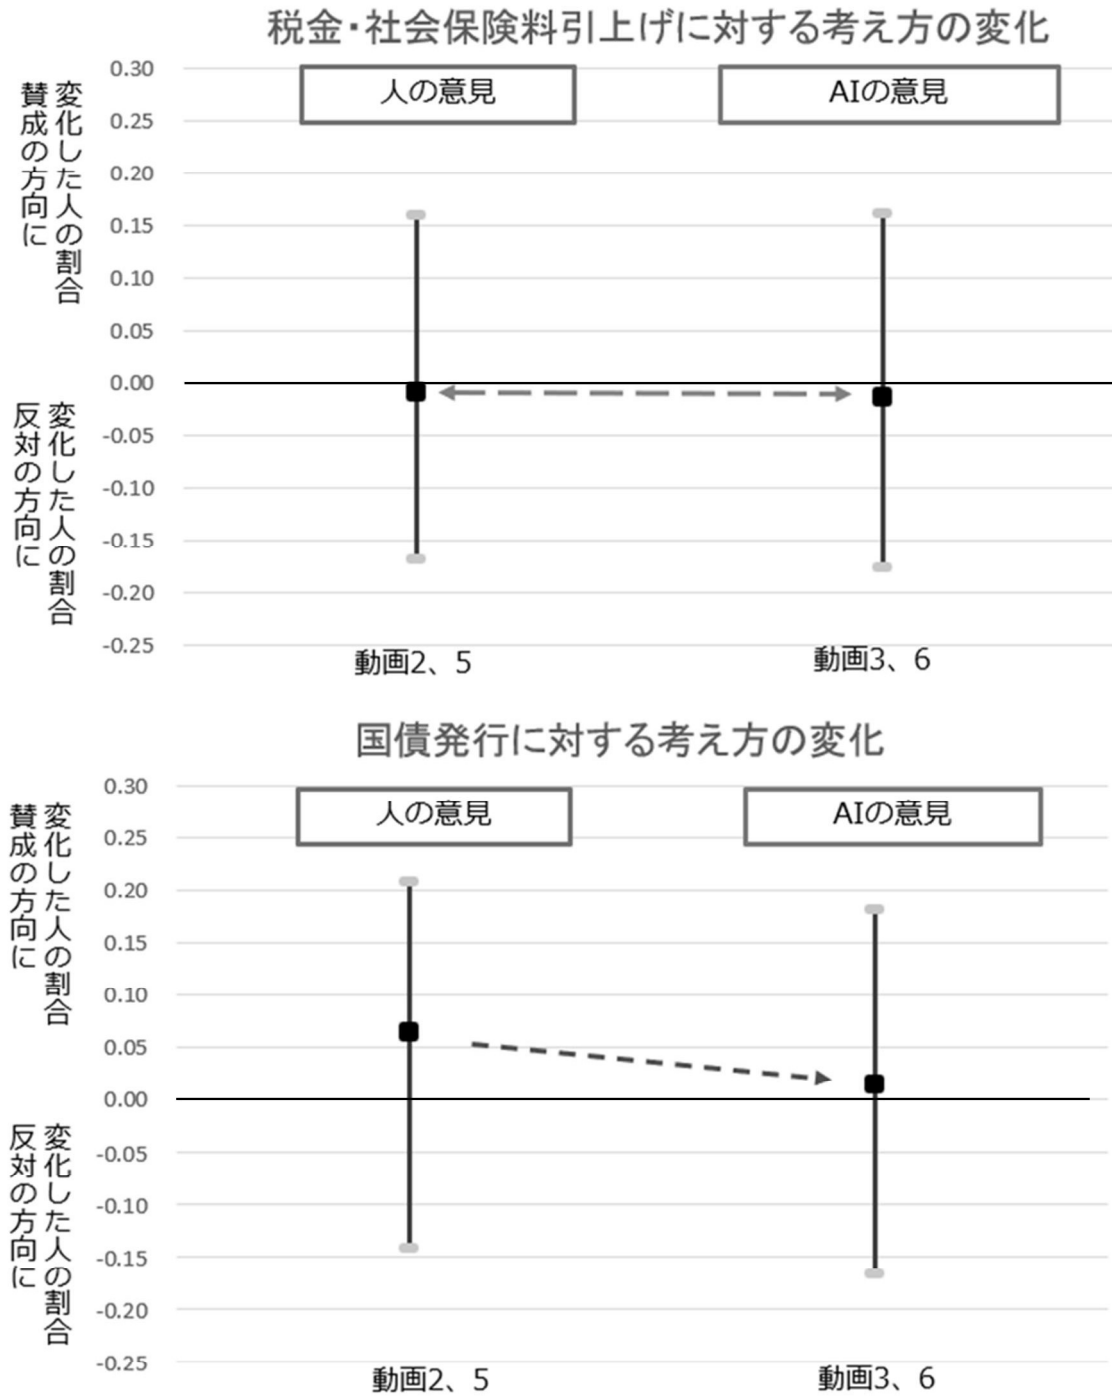 税金・社会保険料引上げに対する考え方の変化
人の意見
AIの意見
賛成の方向に
変化した人の割合
反対の方向に
変化した人の割合
0.30
0.25
0.20
0.15
0.10
0.05
0.00
-0.05
-0.10
-0.15
-0.20
-0.25
動画2、5
動画3、6
国債発行に対する考え方の変化
人の意見
AIの意見
賛成の方向に
変化した人の割合
反対の方向に
変化した人の割合
0.30
0.25
0.20
0.15
0.10
0.05
0.00
-0.05
-0.10
-0.15
-0.20
-0.25
動画2、5
動画3、6